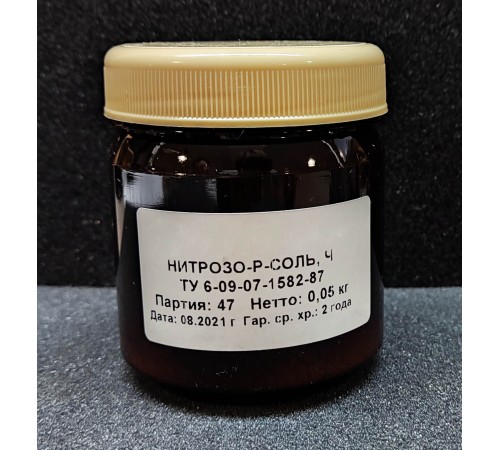 НИТРОЗО-Р-СОЛЬ, Ч
ТУ 6-09-07-1582-87
Партия: 47 Нетто: 0,05 кг
Дата: 08.2021 г Гар. ср. хр.: 2 года